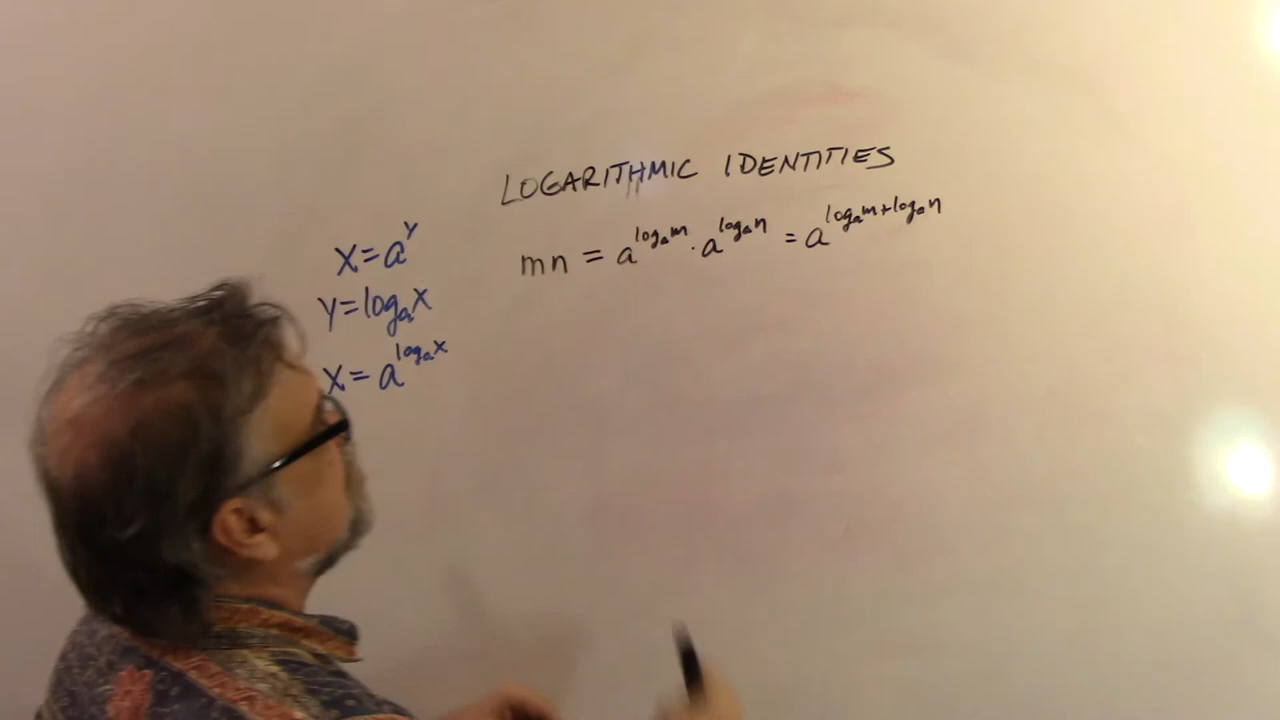 LOGARITHMIC IDENTITIES
x = a^y
y = log_a x
x = a^{log_a x}
mn = a^{log_a m} · a^{log_a n} = a^{log_a m + log_a n}